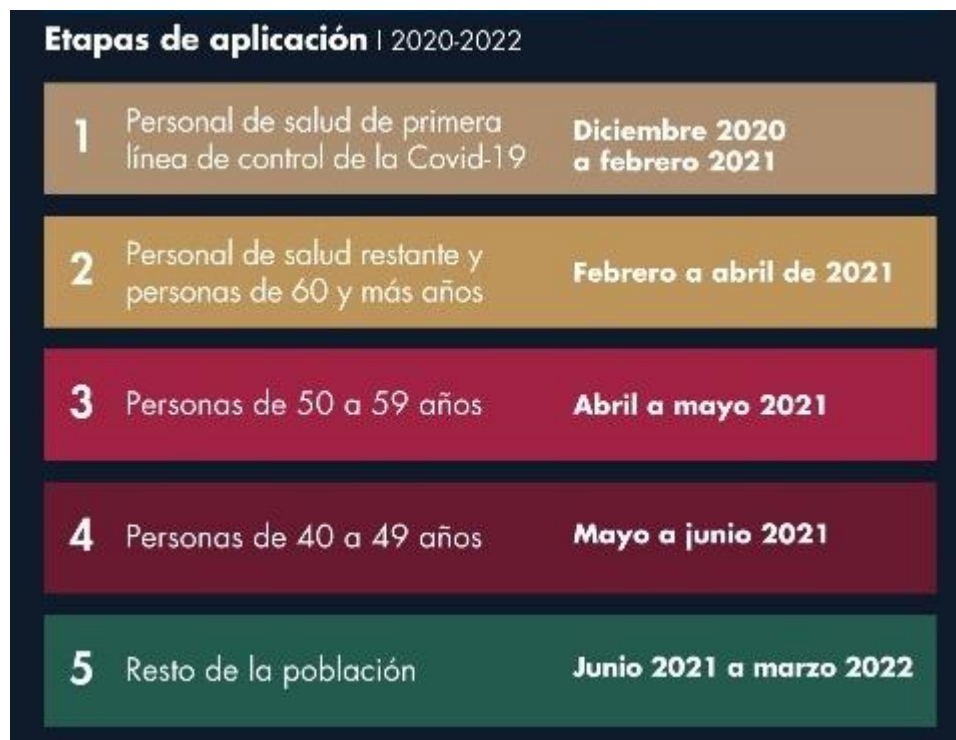 Etapas de aplicación | 2020-2022
1
Personal de salud de primera
línea de control de la Covid-19
Diciembre 2020
a febrero 2021
2
Personal de salud restante y
personas de 60 y más años
Febrero a abril de 2021
3
Personas de 50 a 59 años
Abril a mayo 2021
4
Personas de 40 a 49 años
Mayo a junio 2021
5
Resto de la población
Junio 2021 a marzo 2022